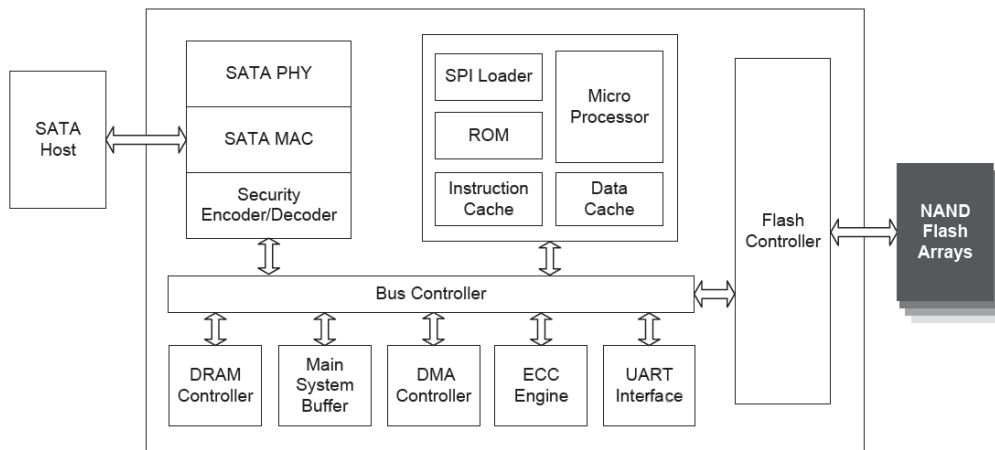 SATA
Host
SATA PHY
SATA MAC
Security
Encoder/Decoder
SPI Loader
ROM
Instruction
Cache
Micro
Processor
Data
Cache
Flash
Controller
NAND
Flash
Arrays
Bus Controller
DRAM
Controller
Main
System
Buffer
DMA
Controller
ECC
Engine
UART
Interface